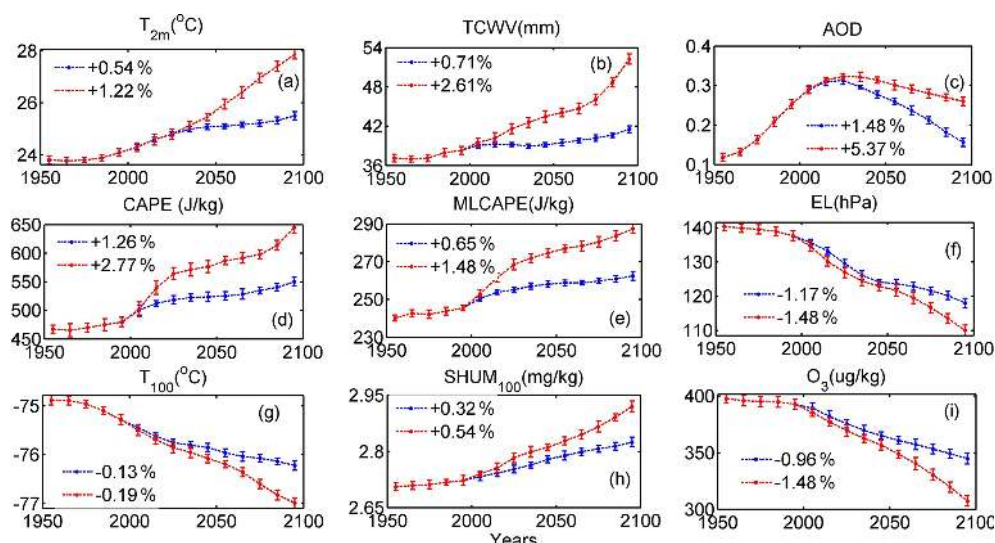 T2m(°C) TCWV(mm) AOD
28 54 0.4
+0.54 % +0.71%
+1.22 % (a) +2.61% (b) (c)
26 48 0.3
42 0.2 +1.48 %
24 36 0.1 +5.37 %
1950 2000 2050 2100 1950 2000 2050 2100 1950 2000 2050 2100
CAPE (J/kg) MLCAPE(J/kg) EL(hPa)
650 290 140
+1.26 % +0.65 % (f)
600 +2.77 % 270 +1.48 % 130
550 -1.17 %
500 250 120 -1.48 %
(d) (e)
450 230 110
1950 2000 2050 2100 1950 2000 2050 2100 1950 2000 2050 2100
T100(°C) SHUM100(mg/kg) O3(ug/kg)
-75 2.95 400
(g) +0.32 % (i)
+0.54 %
-76 2.8 350
-0.13 % -0.96 %
-0.19 % (h) -1.48 %
-77 2.65 300
1950 2000 2050 2100 1950 2000 2050 2100 1950 2000 2050 2100
Years